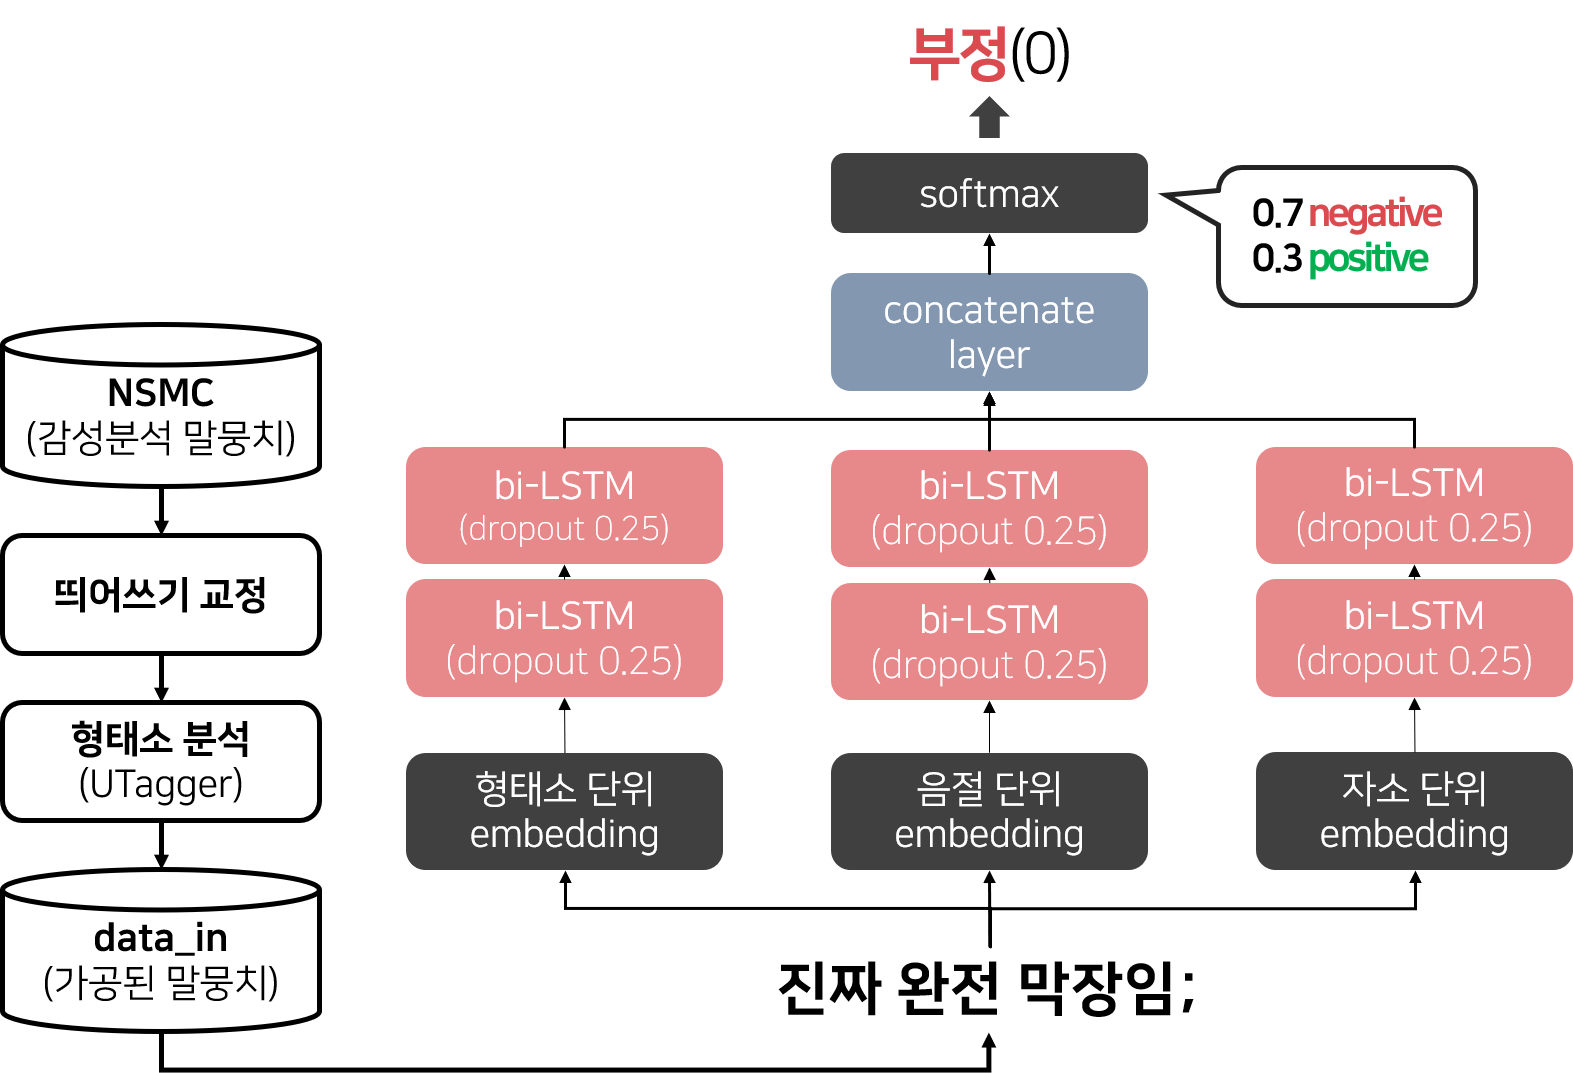 부정(0)
softmax
0.7 negative
0.3 positive
concatenate
layer
NSMC
(감성분석 말뭉치)
띄어쓰기 교정
형태소 분석
(UTagger)
data_in
(가공된 말뭉치)
bi-LSTM
(dropout 0.25)
bi-LSTM
(dropout 0.25)
형태소 단위
embedding
bi-LSTM
(dropout 0.25)
bi-LSTM
(dropout 0.25)
음절 단위
embedding
bi-LSTM
(dropout 0.25)
bi-LSTM
(dropout 0.25)
자소 단위
embedding
진짜 완전 막장임;